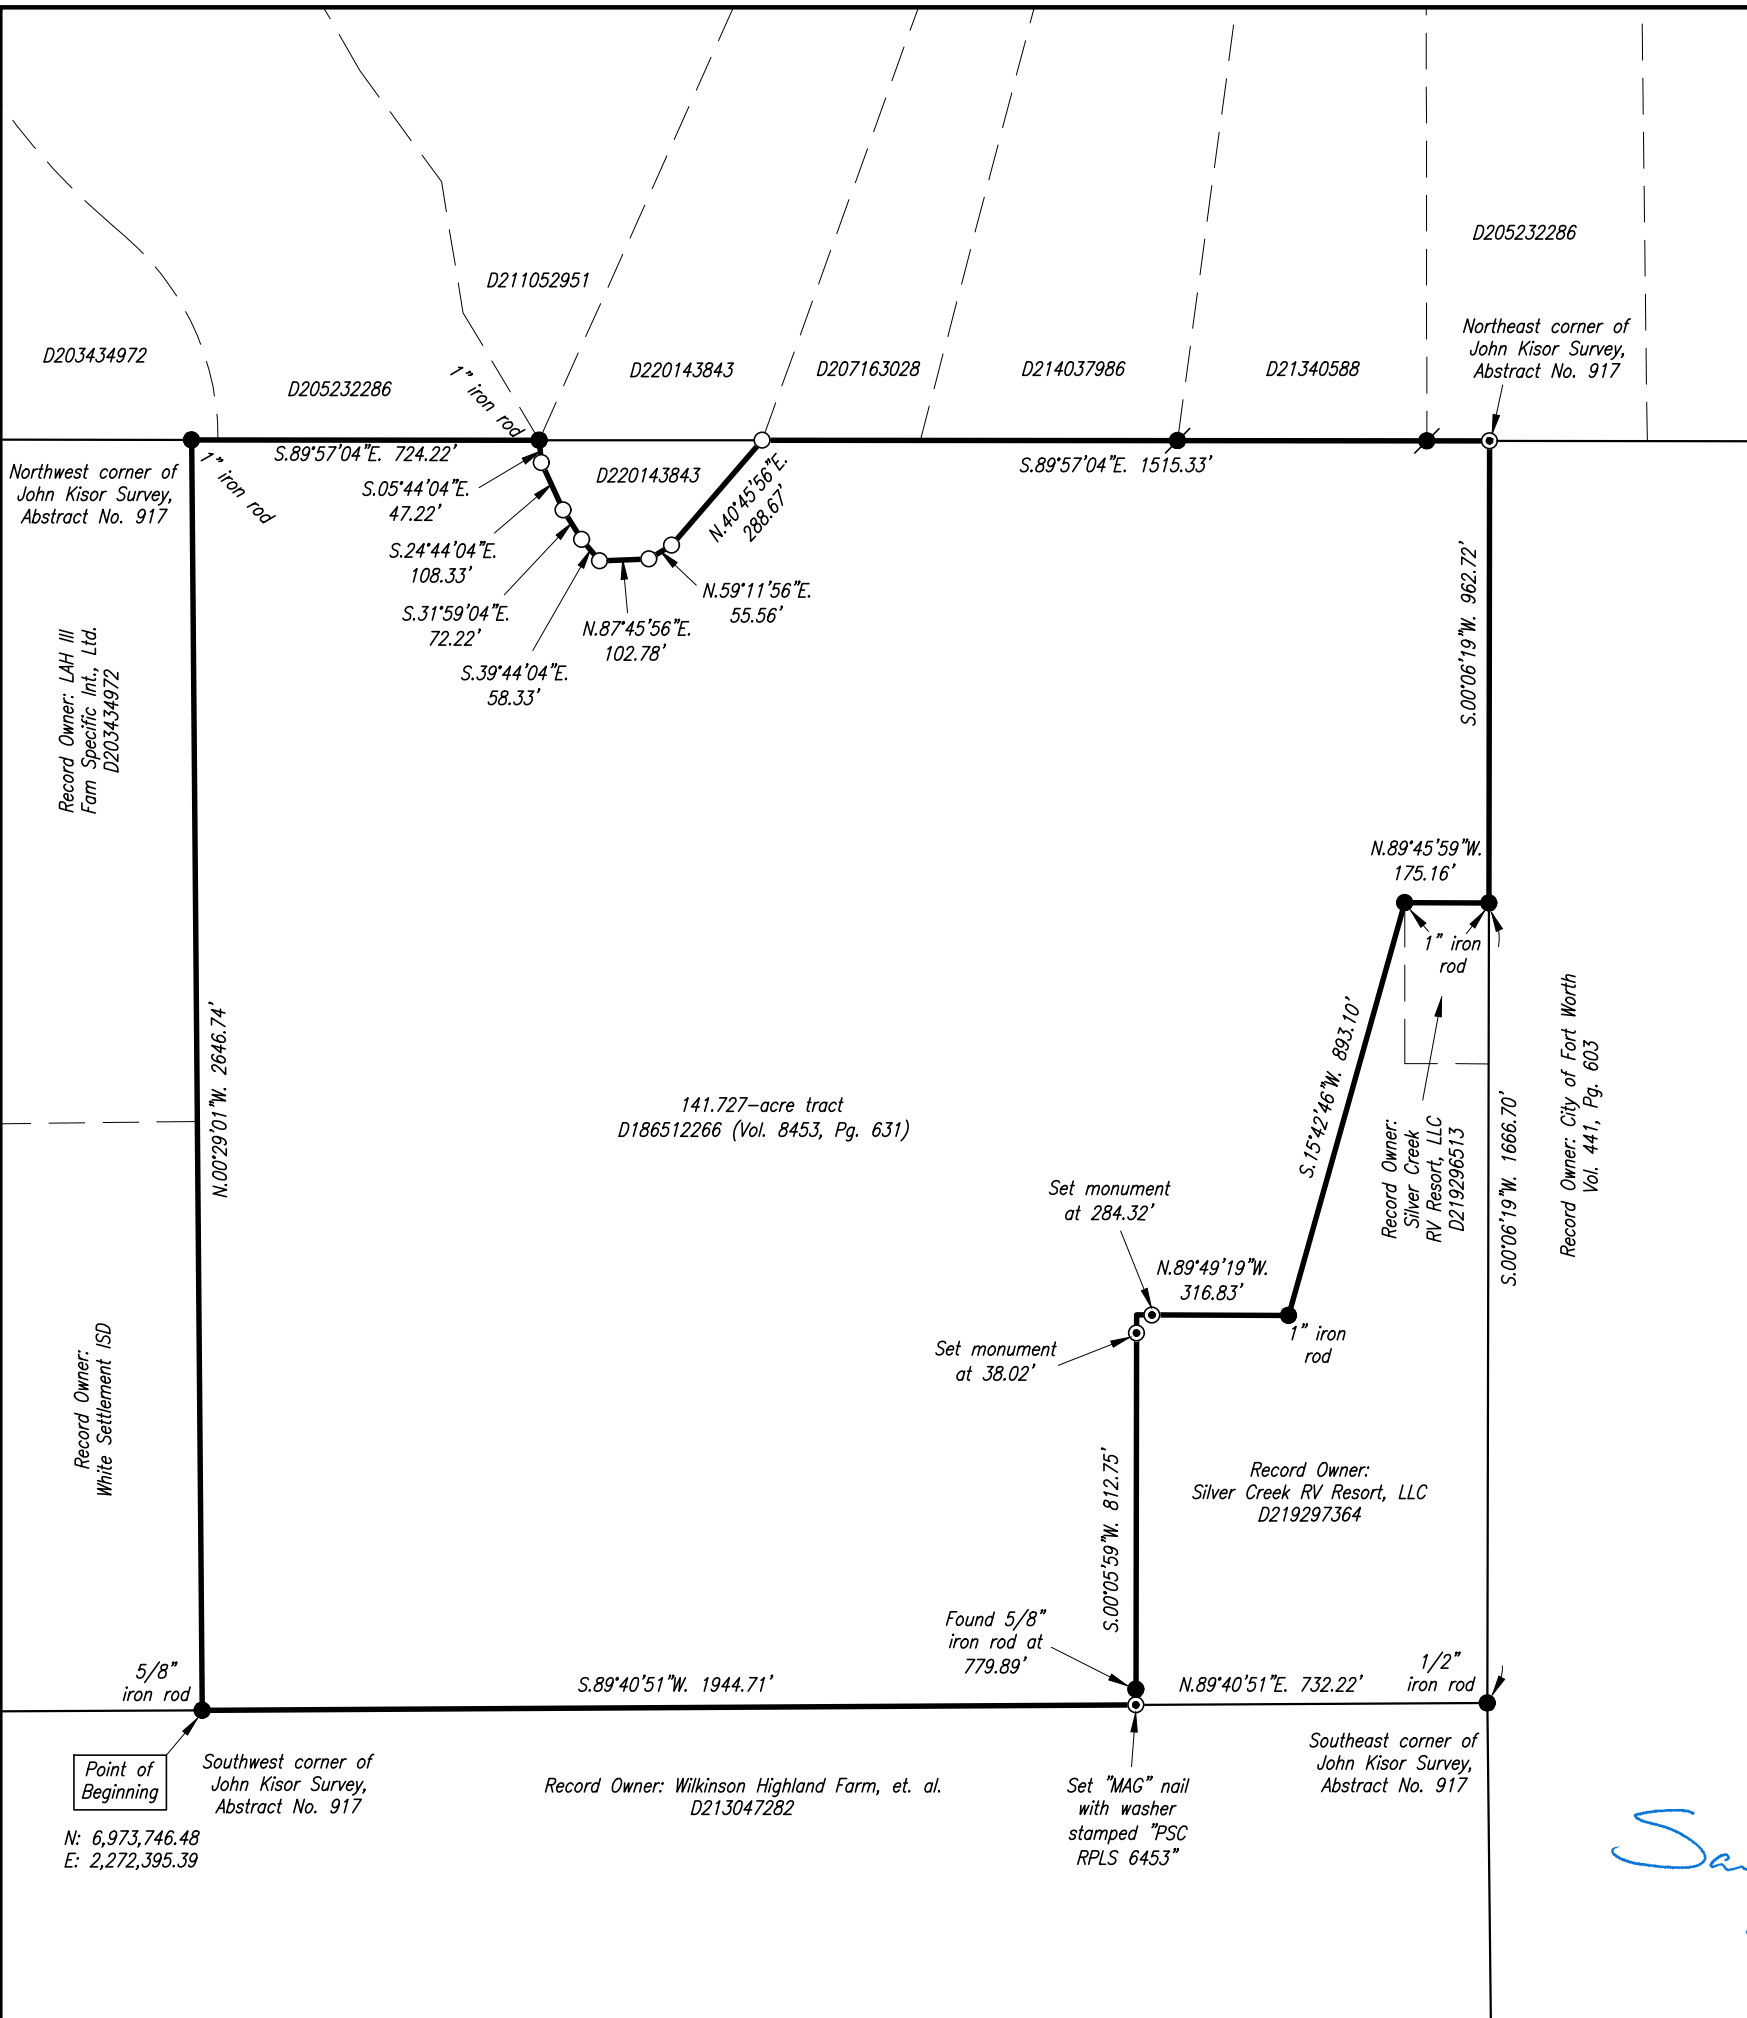 D205232286
D211052951
Northeast corner of
John Kisor Survey,
Abstract No. 917
D203434972
D205232286
1" iron rod
D220143843
D207163028
D214037986
D21340588
S.89°57'04"E. 724.22'
S.89°57'04"E. 1515.33'
Northwest corner of
John Kisor Survey,
Abstract No. 917
1" iron rod
S.05°44'04"E.
47.22'
D220143843
N.40°45'56"E.
288.67'
S.24°44'04"E.
108.33'
S.31°59'04"E.
72.22'
S.39°44'04"E.
58.33'
N.87°45'56"E.
102.78'
N.59°11'56"E.
55.56'
S.00°06'19"W. 962.72'
Record Owner: LAH III
Fam Specific Int., Ltd.
D203434972
N.89°45'59"W.
175.16'
1" iron
rod
N.00°29'01"W. 2646.74'
S.15°42'46"W. 893.10'
Record Owner: City of Fort Worth
Vol. 441, Pg. 603
141.727-acre tract
D186512266 (Vol. 8453, Pg. 631)
Record Owner:
Silver Creek
RV Resort, LLC
D219296513
S.00°06'19"W. 1666.70'
Set monument
at 284.32'
N.89°49'19"W.
316.83'
1" iron
rod
Set monument
at 38.02'
Record Owner:
White Settlement ISD
S.00°05'59"W. 812.75'
Record Owner:
Silver Creek RV Resort, LLC
D219297364
Found 5/8"
iron rod at
779.89'
5/8"
iron rod
S.89°40'51"W. 1944.71'
N.89°40'51"E. 732.22'
1/2"
iron rod
Point of
Beginning
Southwest corner of
John Kisor Survey,
Abstract No. 917
Record Owner: Wilkinson Highland Farm, et. al.
D213047282
Set "MAG" nail
with washer
stamped "PSC
RPLS 6453"
Southeast corner of
John Kisor Survey,
Abstract No. 917
N: 6,973,746.48
E: 2,272,395.39